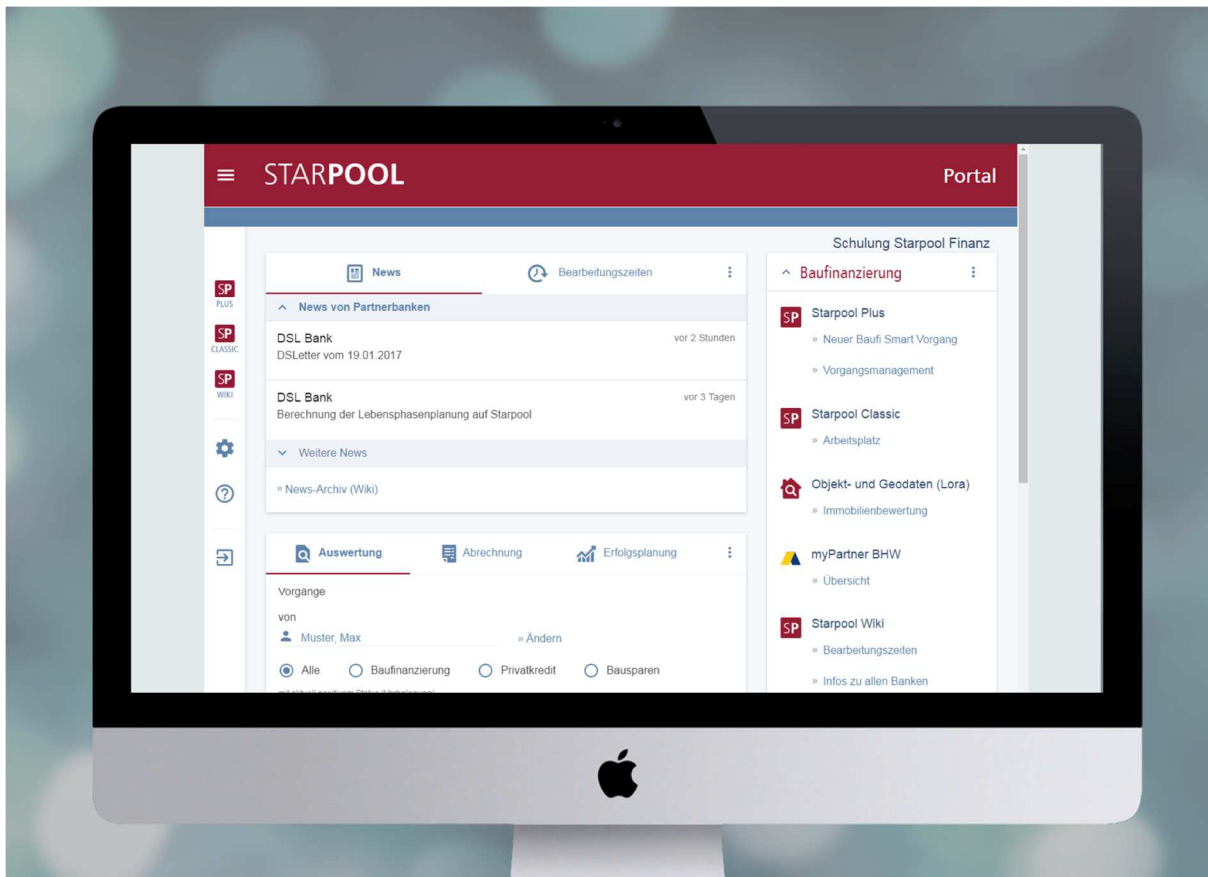 STARPOOL
Portal
Schulung Starpool Finanz
SP
PLUS
SP
CLASSIC
SP
WIKI
News
Bearbeitungszeiten
News von Partnerbanken
DSL Bank
vor 2 Stunden
DSLetter vom 19.01.2017
DSL Bank
vor 3 Tagen
Berechnung der Lebensphasenplanung auf Starpool
Weitere News
» News-Archiv (Wiki)
Auswertung
Abrechnung
Erfolgsplanung
Vorgänge
von
Muster, Max
» Ändern
Alle
Baufinanzierung
Privatkredit
Bausparen
Baufinanzierung
SP
Starpool Plus
» Neuer Baufi Smart Vorgang
» Vorgangsmanagement
SP
Starpool Classic
» Arbeitsplatz
Objekt- und Geodaten (Lora)
» Immobilienbewertung
myPartner BHW
» Übersicht
SP
Starpool Wiki
» Bearbeitungszeiten
» Infos zu allen Banken